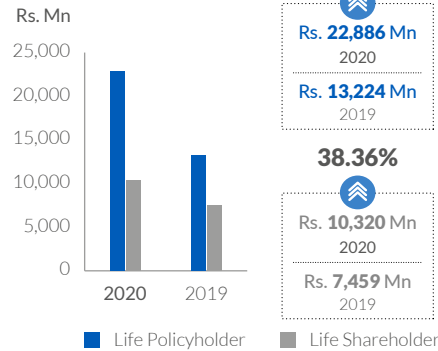 Rs. Mn
25,000
20,000
15,000
10,000
5,000
0
2020 2019
Rs. 22,886 Mn
2020
Rs. 13,224 Mn
2019
38.36%
Rs. 10,320 Mn
2020
Rs. 7,459 Mn
2019
Life Policyholder Life Shareholder